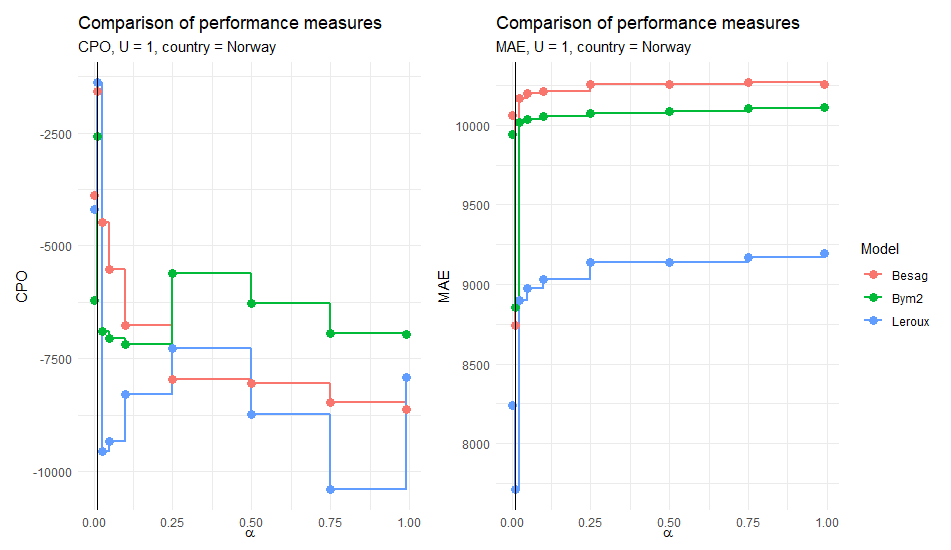 Comparison of performance measures
CPO, U = 1, country = Norway
CPO
-2500
-5000
-7500
-10000
0.00 0.25 0.50 0.75 1.00
α
Comparison of performance measures
MAE, U = 1, country = Norway
MAE
10000
9500
9000
8500
8000
0.00 0.25 0.50 0.75 1.00
α
Model
Besag
Bym2
Leroux